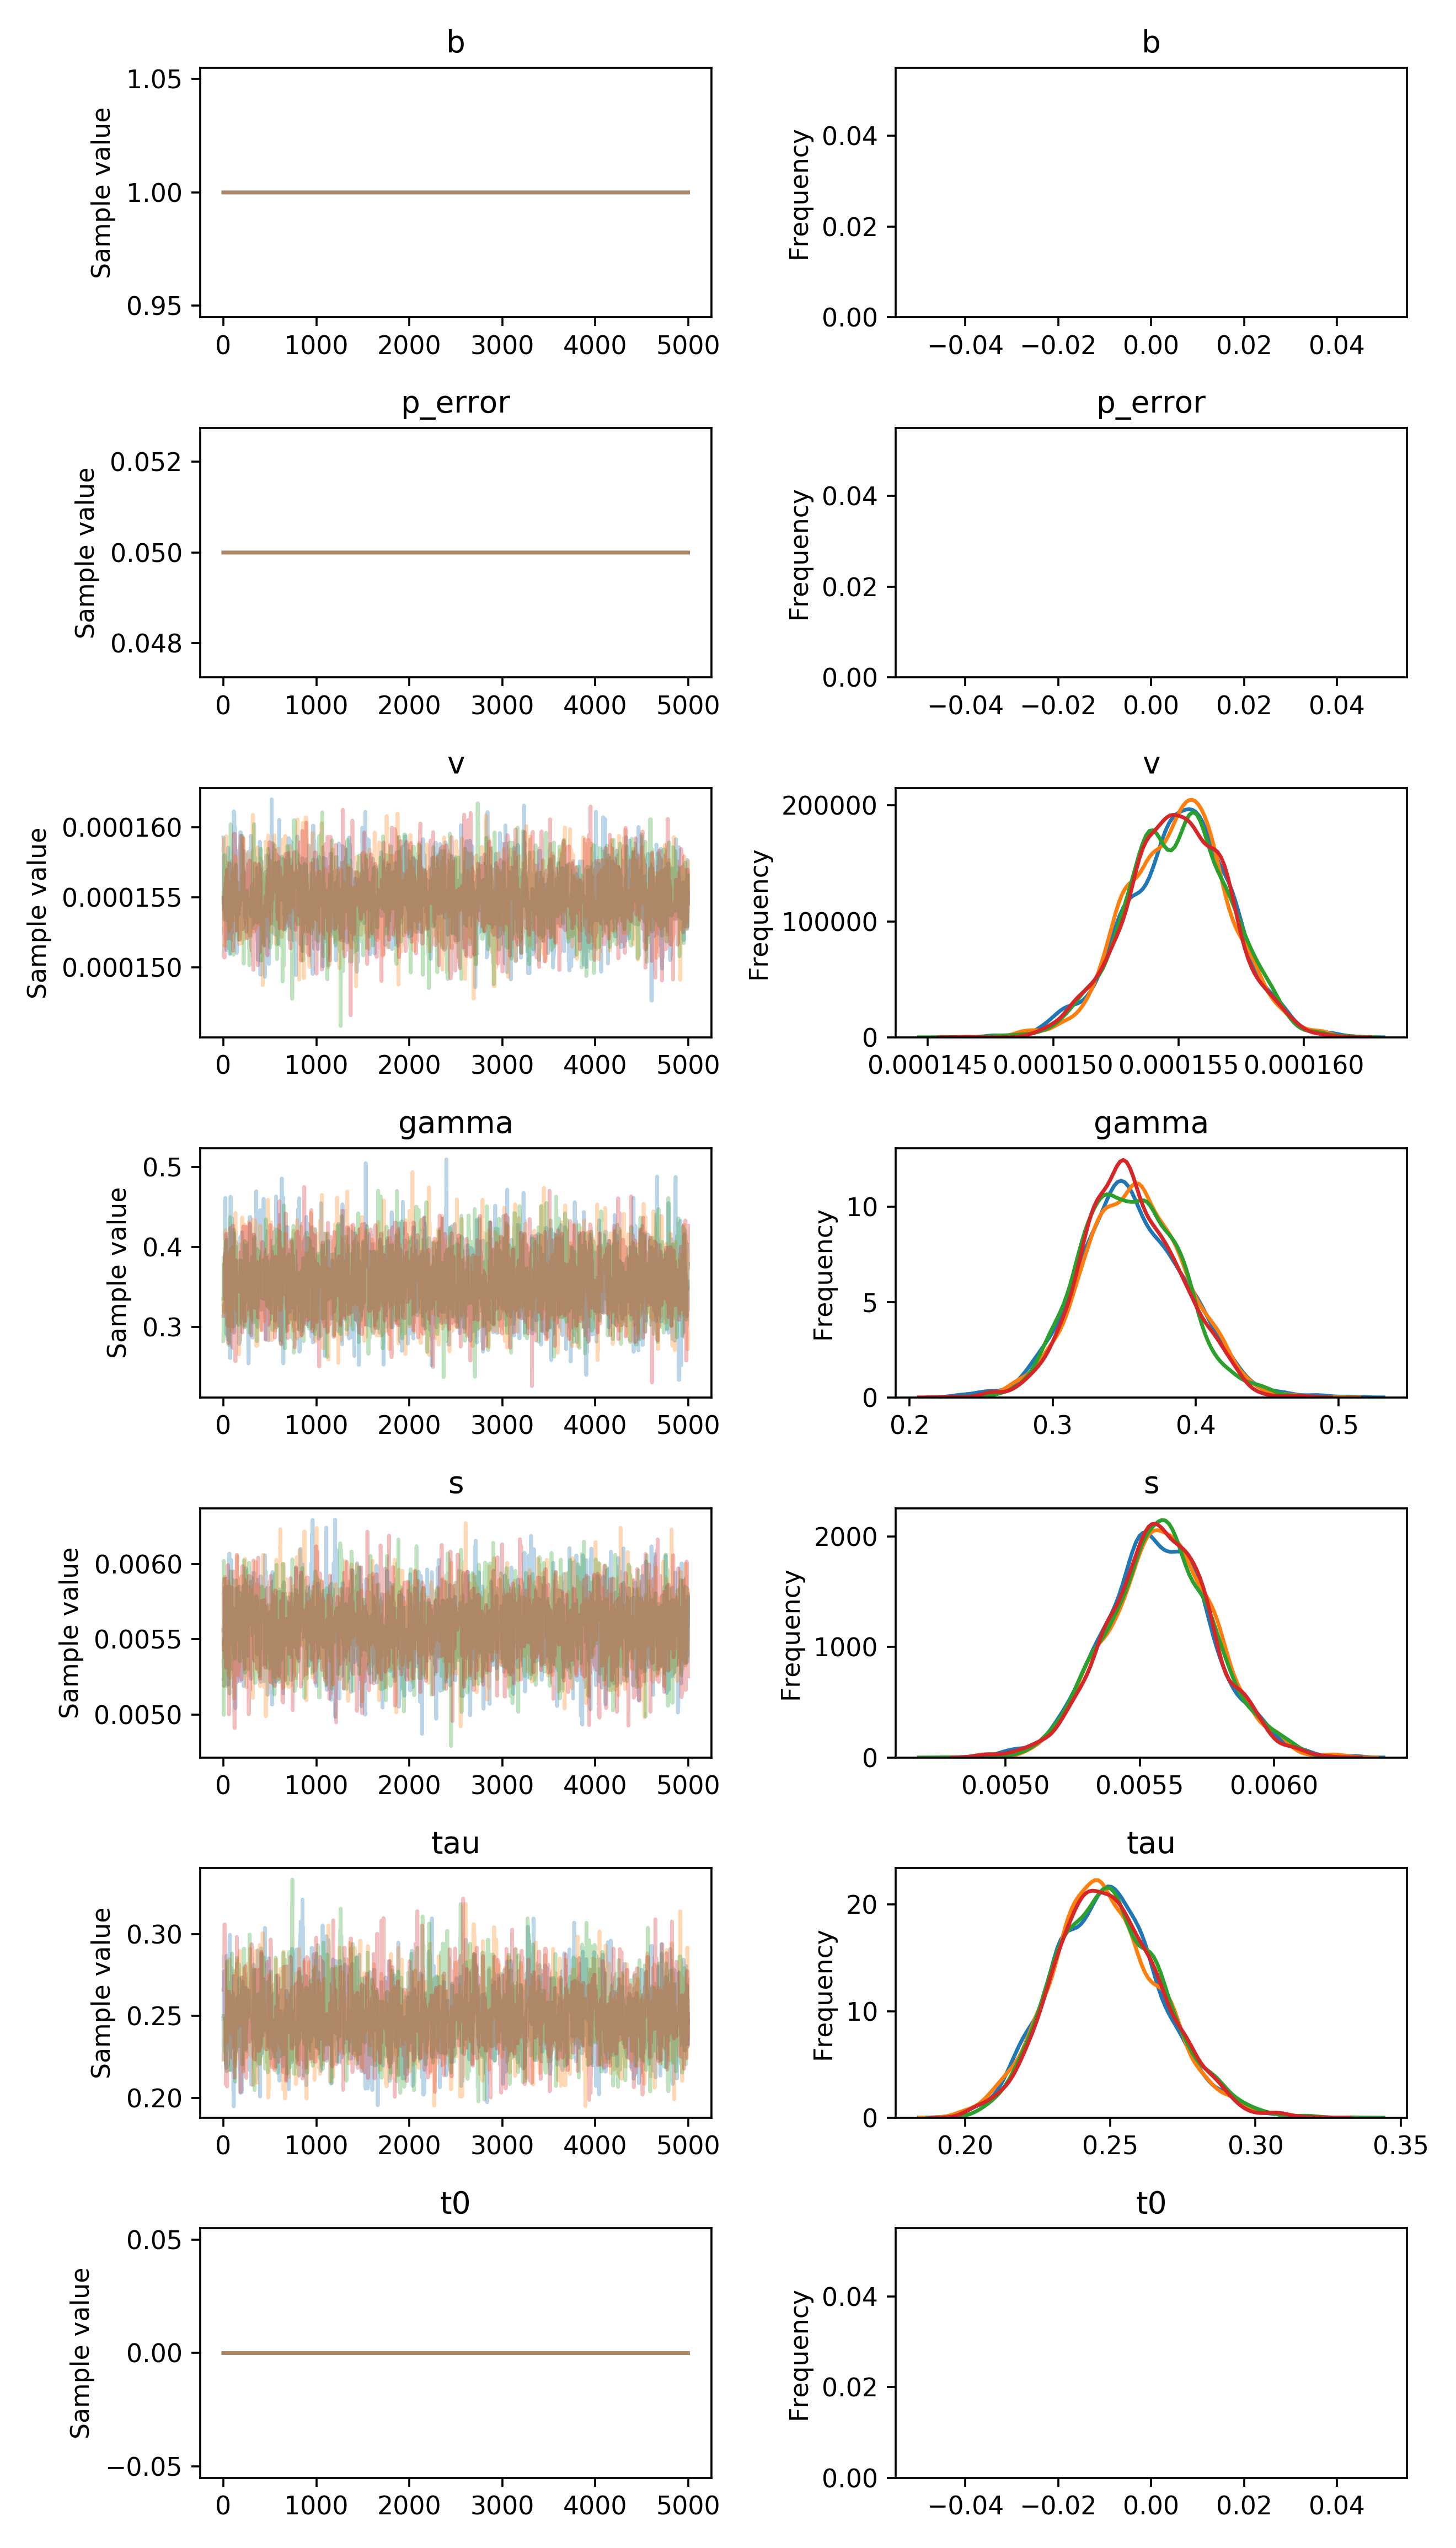 b
b
Sample value
1.05
1.00
0.95
0 1000 2000 3000 4000 5000
Frequency
0.04
0.02
0.00
−0.04 −0.02 0.00 0.02 0.04
p_error
p_error
Sample value
0.052
0.050
0.048
0 1000 2000 3000 4000 5000
Frequency
0.04
0.02
0.00
−0.04 −0.02 0.00 0.02 0.04
v
v
Sample value
0.000160
0.000155
0.000150
0 1000 2000 3000 4000 5000
Frequency
200000
100000
0
0.000145 0.000150 0.000155 0.000160
gamma
gamma
Sample value
0.5
0.4
0.3
0 1000 2000 3000 4000 5000
Frequency
10
5
0
0.2 0.3 0.4 0.5
s
s
Sample value
0.0060
0.0055
0.0050
0 1000 2000 3000 4000 5000
Frequency
2000
1000
0
0.0050 0.0055 0.0060
tau
tau
Sample value
0.30
0.25
0.20
0 1000 2000 3000 4000 5000
Frequency
20
10
0
0.20 0.25 0.30 0.35
t0
t0
Sample value
0.05
0.00
−0.05
0 1000 2000 3000 4000 5000
Frequency
0.04
0.02
0.00
−0.04 −0.02 0.00 0.02 0.04